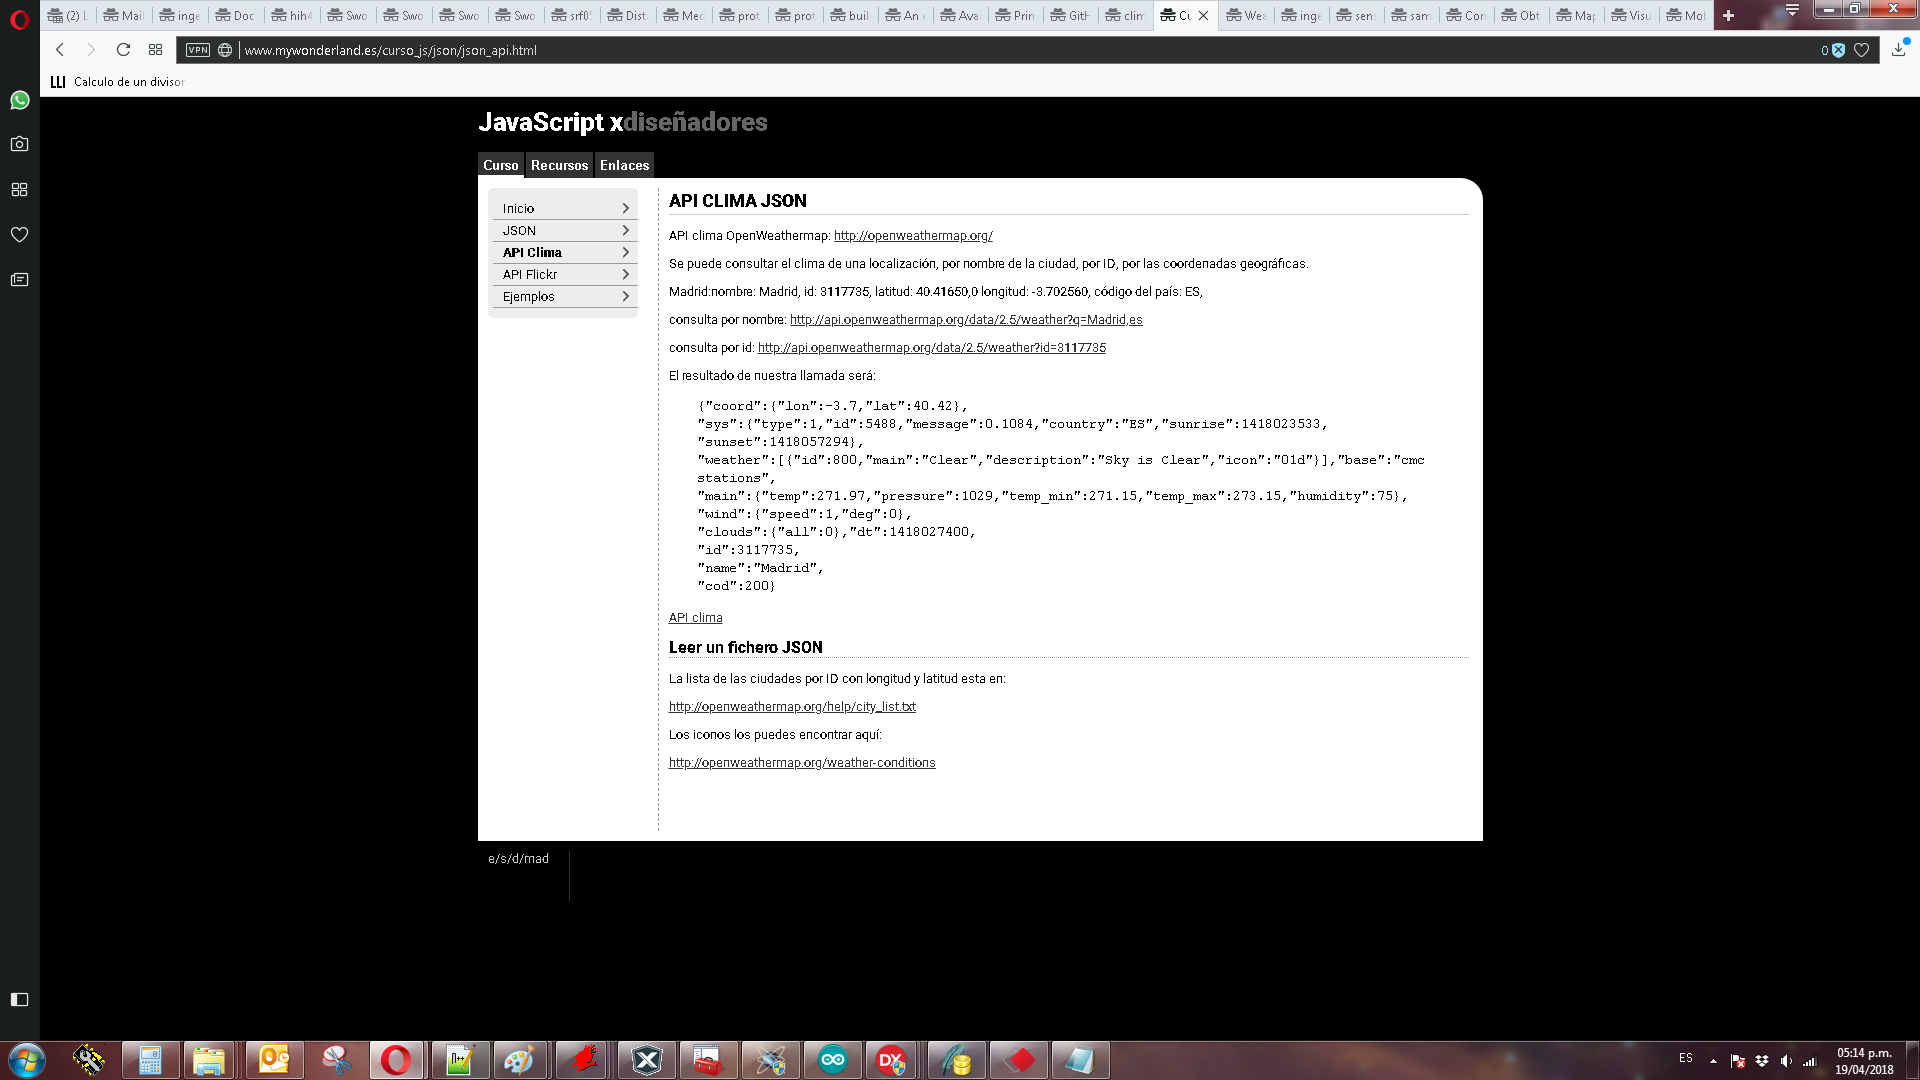 (2) L
Mail
inge
Doc
hih4
Swo
Swo
Swo
Swo
srf05
Dist
Med
prot
prot
buil
An e
Ava
Prin
GitH
clim
Cu
Wea
inge
sens
sam
Con
Obt
Map
Visu
Mol
VPN
www.mywonderland.es/curso_js/json/json_api.html
0
Calculo de un divisor
JavaScript xdiseñadores
Curso
Recursos
Enlaces
Inicio
JSON
API Clima
API Flickr
Ejemplos
API CLIMA JSON
API clima OpenWeathermap: http://openweathermap.org/
Se puede consultar el clima de una localización, por nombre de la ciudad, por ID, por las coordenadas geográficas.
Madrid:nombre: Madrid, id: 3117735, latitud: 40.41650,0 longitud: -3.702560, código del país: ES,
consulta por nombre: http://api.openweathermap.org/data/2.5/weather?q=Madrid,es
consulta por id: http://api.openweathermap.org/data/2.5/weather?id=3117735
El resultado de nuestra llamada será:
{"coord":{"lon":-3.7,"lat":40.42},
"sys":{"type":1,"id":5488,"message":0.1084,"country":"ES","sunrise":1418023533,
"sunset":1418057294},
"weather":[{"id":800,"main":"Clear","description":"Sky is Clear","icon":"01d"}],"base":"cmc
stations",
"main":{"temp":271.97,"pressure":1029,"temp_min":271.15,"temp_max":273.15,"humidity":75},
"wind":{"speed":1,"deg":0},
"clouds":{"all":0},"dt":1418027400,
"id":3117735,
"name":"Madrid",
"cod":200}
API clima
Leer un fichero JSON
La lista de las ciudades por ID con longitud y latitud esta en:
http://openweathermap.org/help/city_list.txt
Los iconos los puedes encontrar aquí:
http://openweathermap.org/weather-conditions
e/s/d/mad
ES
05:14 p.m.
19/04/2018